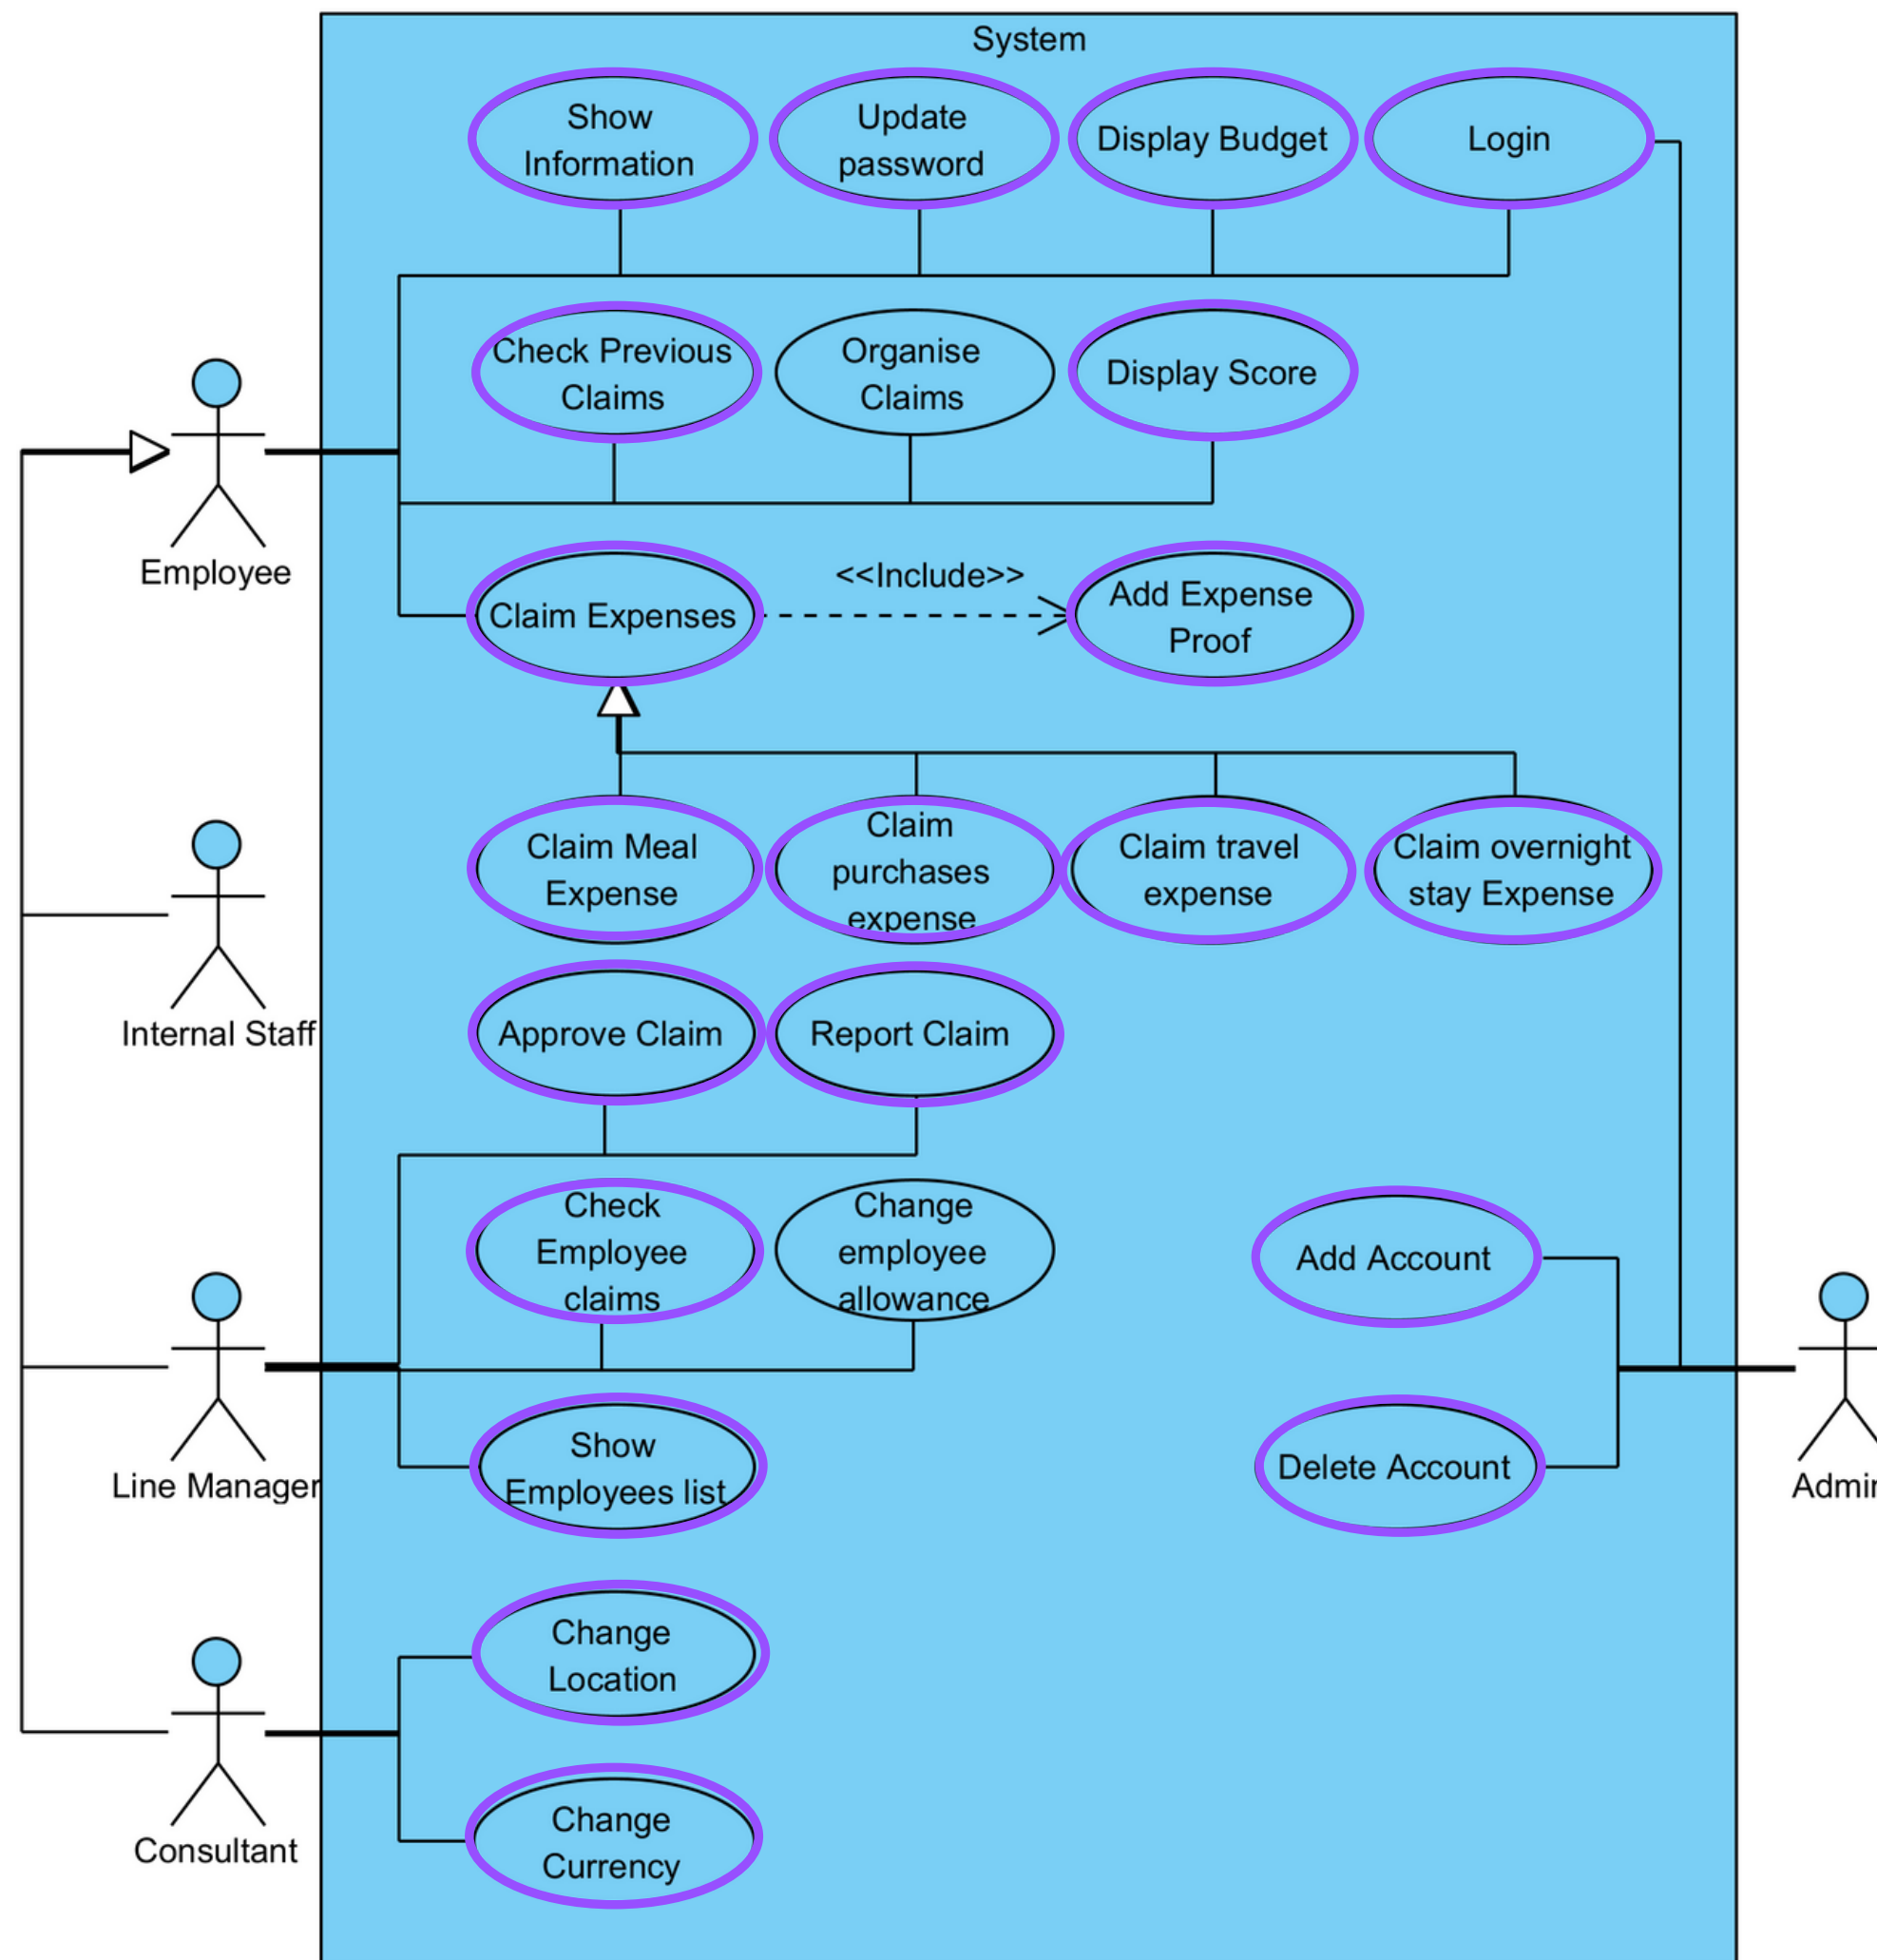 System
Show
Information
Update
password
Display Budget
Login
Check Previous
Claims
Organise
Claims
Display Score
Employee
Claim Expenses
<<Include>>
Add Expense
Proof
Claim Meal
Expense
Claim
purchases
expense
Claim travel
expense
Claim overnight
stay Expense
Internal Staff
Approve Claim
Report Claim
Check
Employee
claims
Change
employee
allowance
Add Account
Line Manager
Show
Employees list
Delete Account
Change
Location
Consultant
Change
Currency